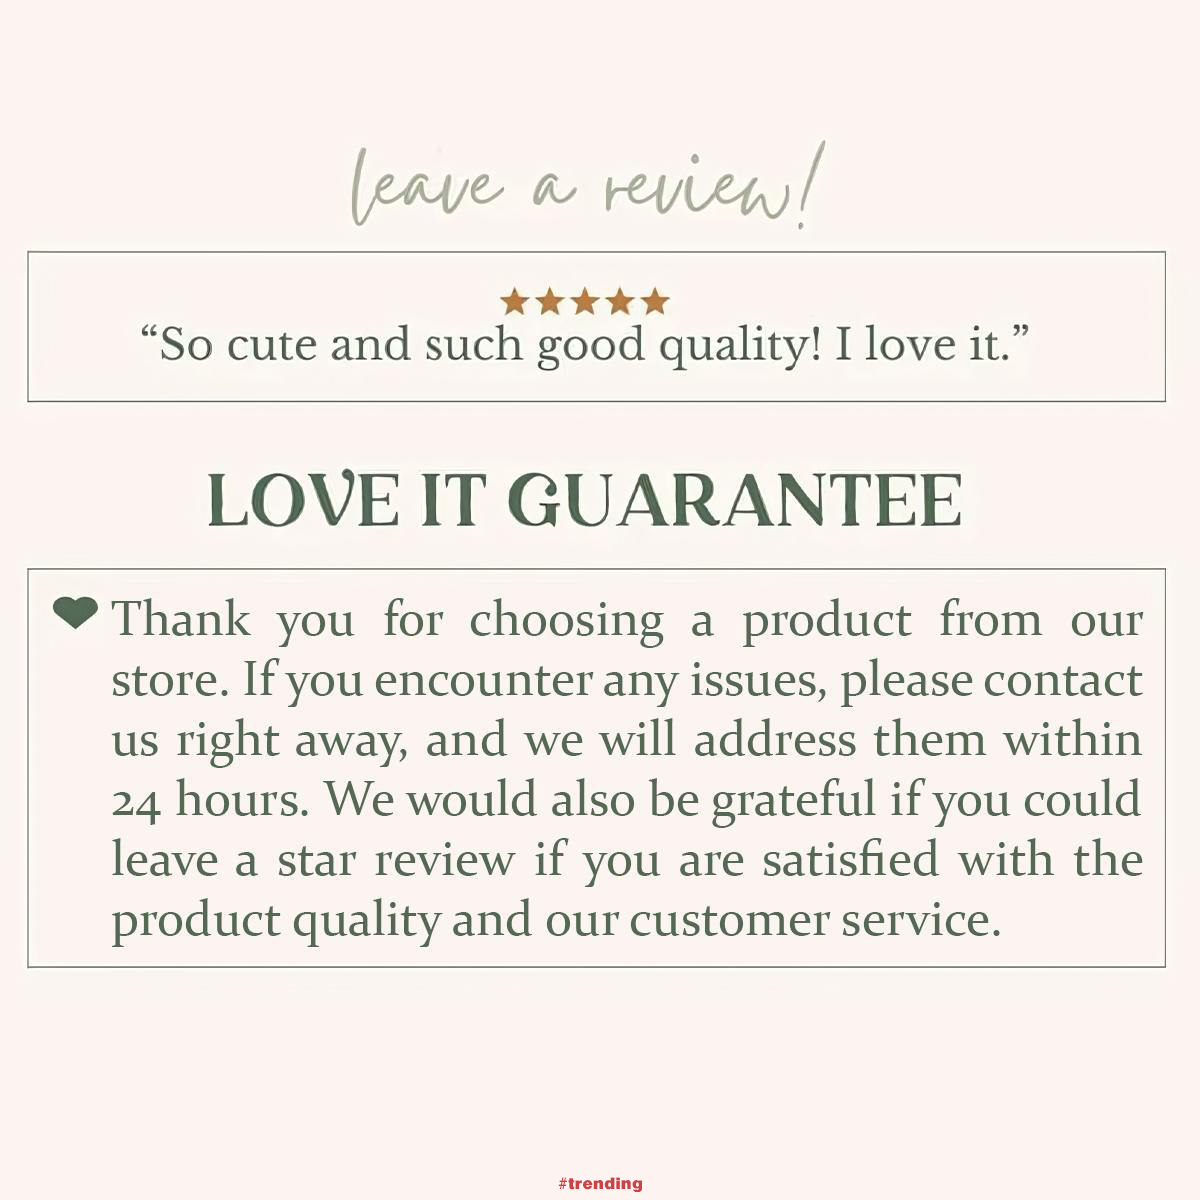 leave a review!
★★★★★
“So cute and such good quality! I love it.”
LOVE IT GUARANTEE
Thank you for choosing a product from our
store. If you encounter any issues, please contact
us right away, and we will address them within
24 hours. We would also be grateful if you could
leave a star review if you are satisfied with the
product quality and our customer service.
#trending